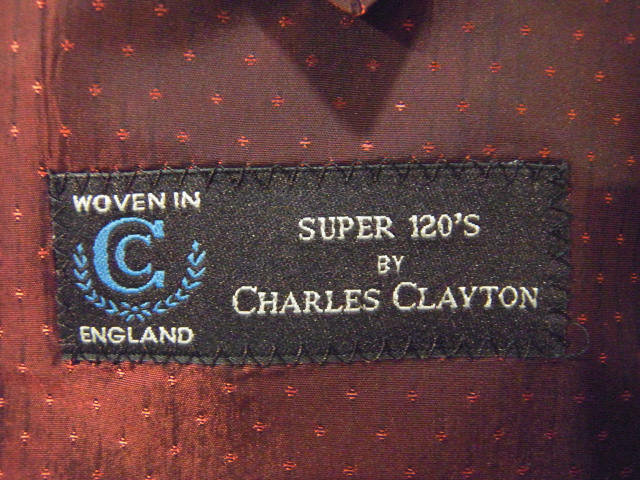 WOVEN IN
CC
ENGLAND
SUPER 120'S
BY
CHARLES CLAYTON